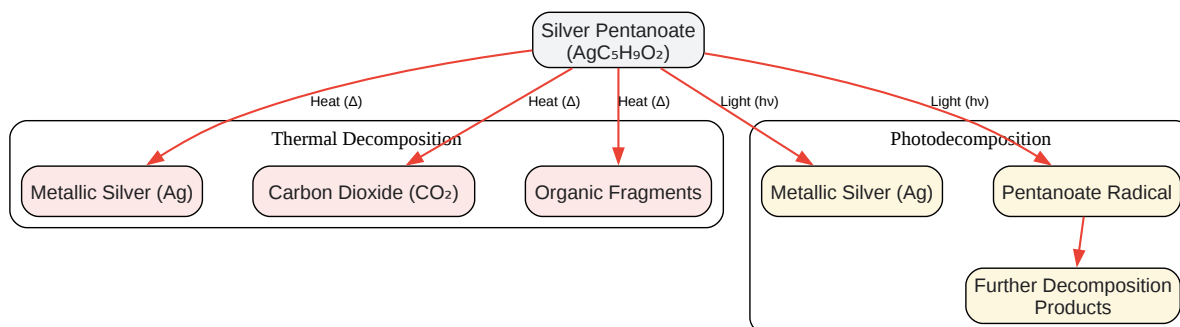 Silver Pentanoate
(AgC₅H₉O₂)
Heat (Δ)
Heat (Δ)
Heat (Δ)
Light (hν)
Light (hν)
Thermal Decomposition
Photodecomposition
Metallic Silver (Ag)
Carbon Dioxide (CO₂)
Organic Fragments
Metallic Silver (Ag)
Pentanoate Radical
Further Decomposition
Products